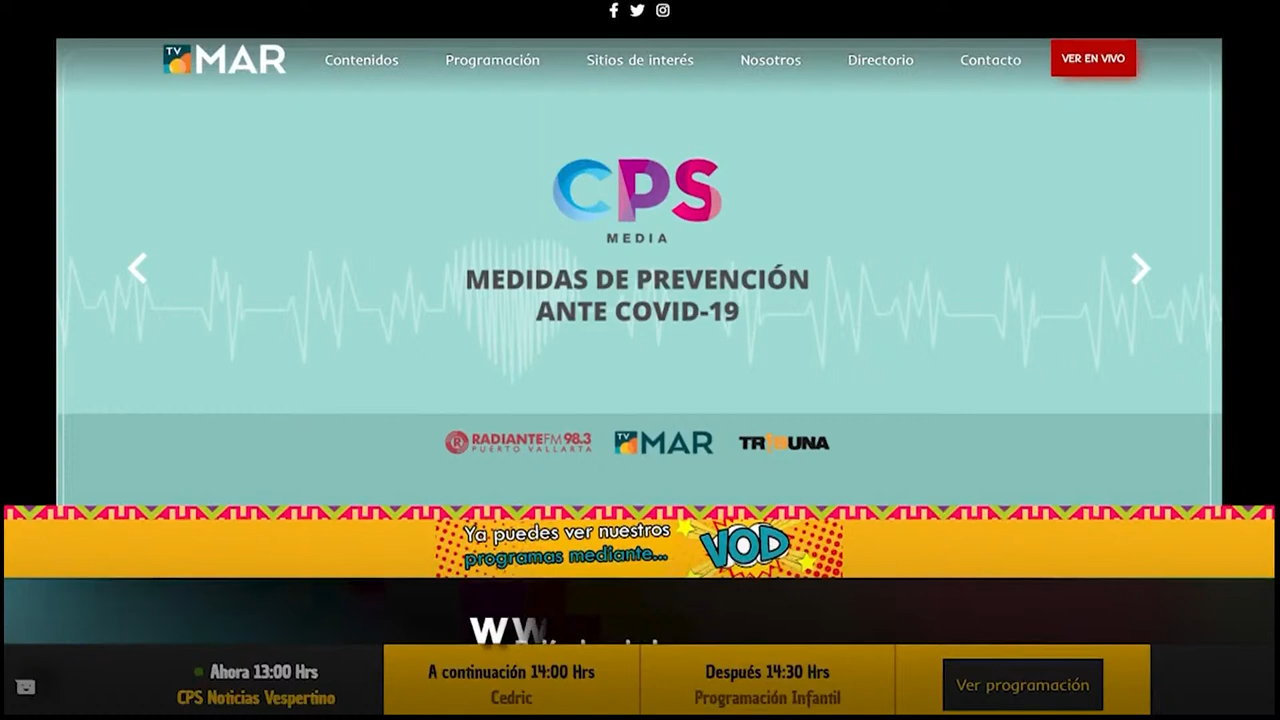 TV MAR
Contenidos
Programación
Sitios de interés
Nosotros
Directorio
Contacto
VER EN VIVO
CPS
MEDIA
MEDIDAS DE PREVENCIÓN
ANTE COVID-19
R RADIANTE FM 98.3
PUERTO VALLARTA
TV MAR
TRIBUNA
Ya puedes ver nuestros
programas mediante...
VOD
WW
Ahora 13:00 Hrs
CPS Noticias Vespertino
A continuación 14:00 Hrs
Cedric
Después 14:30 Hrs
Programación Infantil
Ver programación